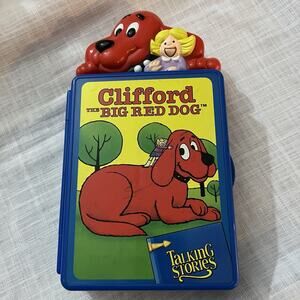 Clifford
THE BIG RED DOG™
TALKING
STORIES